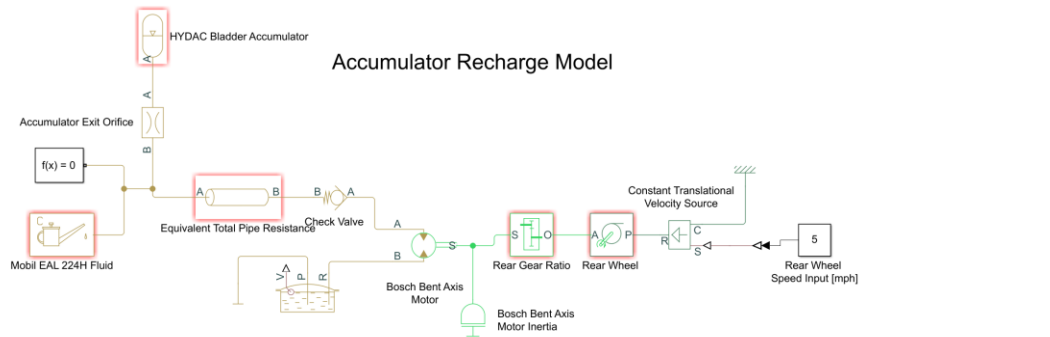 HYDAC Bladder Accumulator
Accumulator Recharge Model
A
A
Accumulator Exit Orifice
B
f(x) = 0
C
Mobil EAL 224H Fluid
A
B
Equivalent Total Pipe Resistance
B
A
Check Valve
A
B
S
V
P
R
Bosch Bent Axis
Motor
Bosch Bent Axis
Motor Inertia
S
O
Rear Gear Ratio
A
P
Rear Wheel
Constant Translational
Velocity Source
R
C
S
5
Rear Wheel
Speed Input [mph]